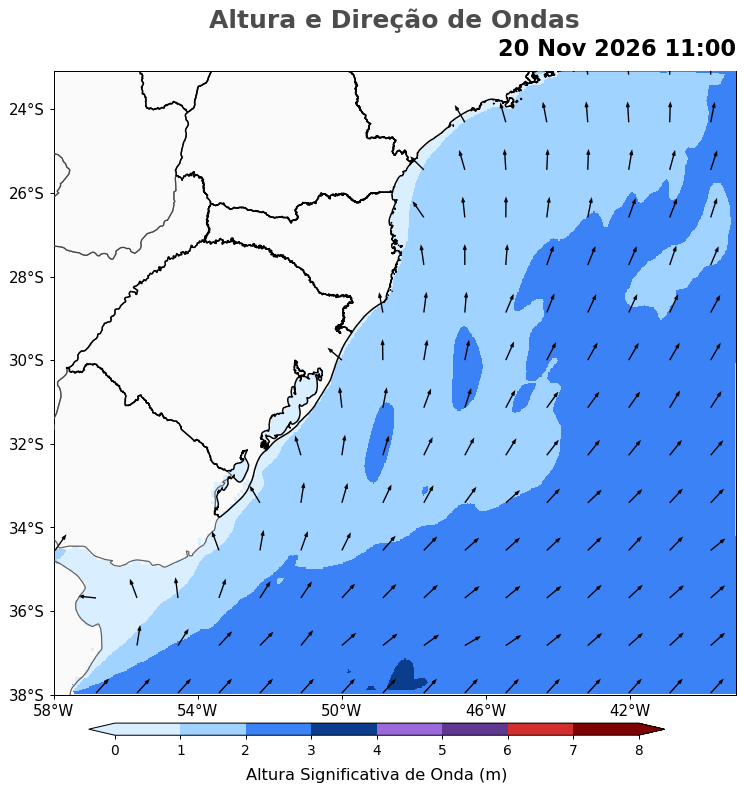 Altura e Direção de Ondas
20 Nov 2026 11:00
24°S
26°S
28°S
30°S
32°S
34°S
36°S
38°S
58°W 54°W 50°W 46°W 42°W
0 1 2 3 4 5 6 7 8
Altura Significativa de Onda (m)